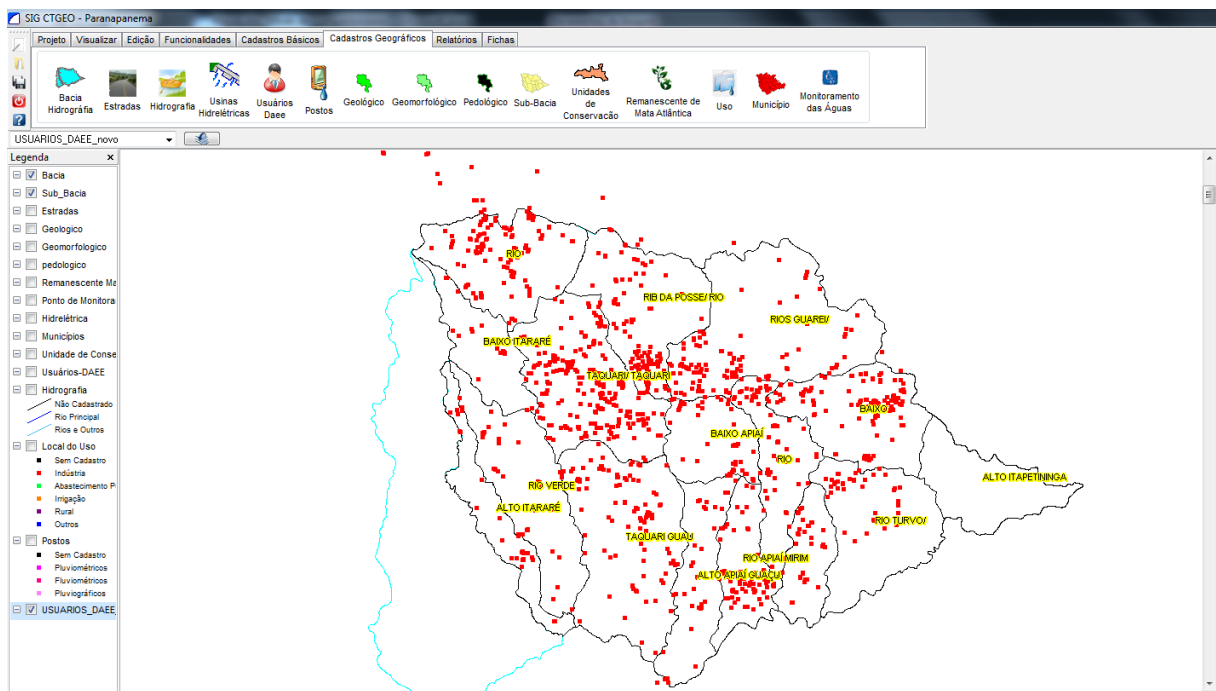 SIG CTGEO - Paranapanema
Projeto Visualizar Edição Funcionalidades Cadastros Básicos Cadastros Geográficos Relatórios Fichas
Bacia
Hidrográfia
Estradas
Hidrografia
Usinas
Hidrelétricas
Usuários
Daee
Postos
Geológico
Geomorfológico
Pedológico
Sub-Bacia
Unidades
de
Conservacão
Remanescente de
Mata Atlântica
Uso
Município
Monitoramento
das Águas
USUARIOS_DAEE_novo
Legenda x
Bacia
Sub_Bacia
Estradas
Geologico
Geomorfologico
pedologico
Remanescente Ma
Ponto de Monitora
Hidrelétrica
Municípios
Unidade de Conse
Usuários-DAEE
Hidrografia
Não Cadastrado
Rio Principal
Rios e Outros
Local do Uso
Sem Cadastro
Indústria
Abastecimento P
Irrigação
Rural
Outros
Postos
Sem Cadastro
Pluviométricos
Fluviométricos
Pluviográficos
USUARIOS_DAEE_
RIO
RIB DA POSSE/ RIO
RIOS GUAREI/
BAIXO ITARARÉ
TAQUARI/ TAQUARI
BAIXO
BAIXO APIAÍ
RIO
ALTO ITAPETININGA
RIO VERDE
ALTO ITARARÉ
RIO TURVO/
TAQUARI GUAU
RIO APIAÍ MIRIM
ALTO APIAÍ GUAÇU